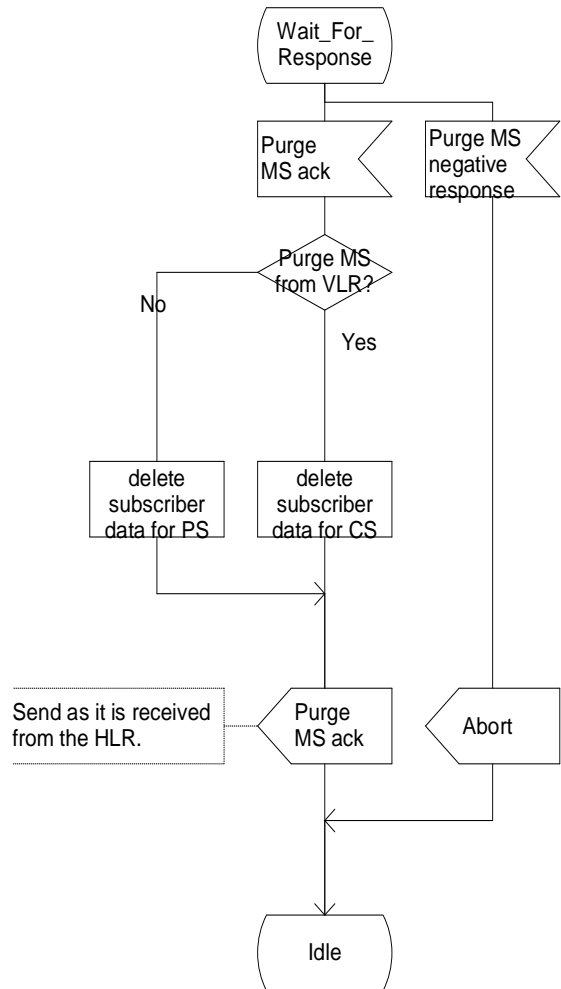 Wait_For_
Response
Purge
MS ack
Purge MS
negative
response
Purge MS
from VLR?
No
Yes
delete
subscriber
data for PS
delete
subscriber
data for CS
Send as it is received
from the HLR.
Purge
MS ack
Abort
Idle